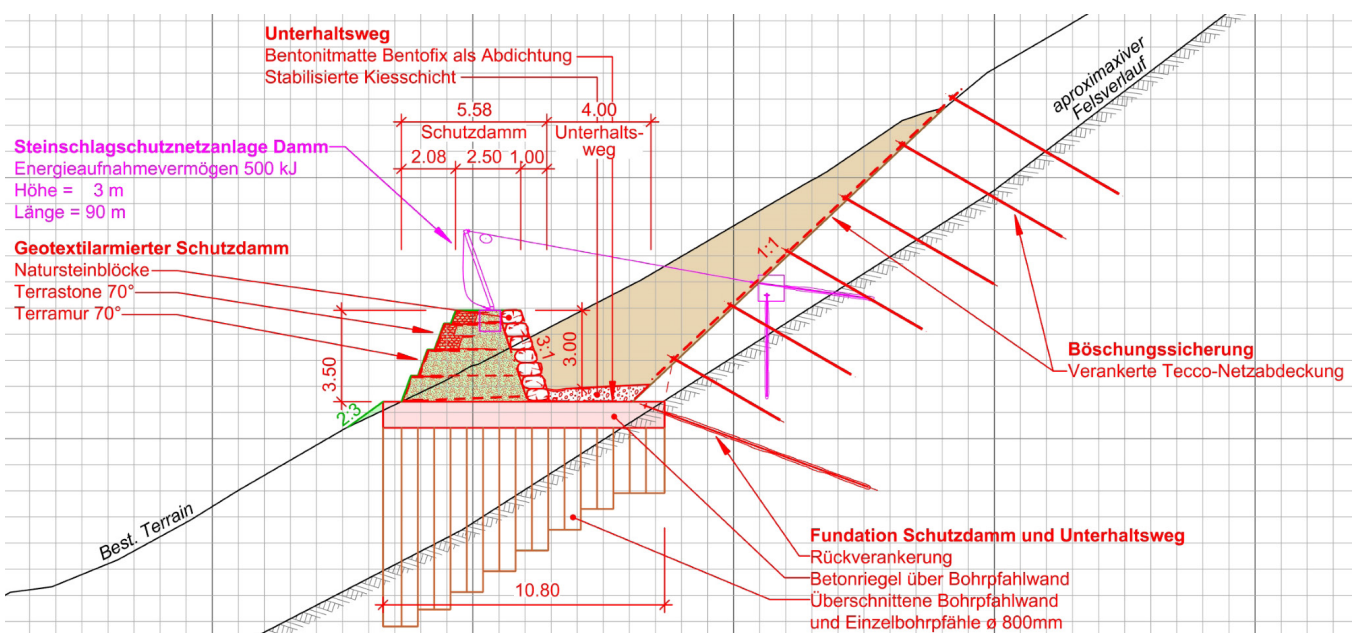 Unterhaltsweg
Bentonitmatte Bentofix als Abdichtung
Stabilisierte Kiesschicht
5.58
4.00
Schutzdamm
Unterhalts-
weg
2.08
2.50
1.00
Steinschlagschutznetzanlage Damm
Energieaufnahmevermögen 500 kJ
Höhe = 3 m
Länge = 90 m
Geotextilarmierter Schutzdamm
Natursteinblöcke
Terrastone 70°
Terramur 70°
3.50
3:1
3.00
2:3
1:1
aproximaxiver
Felsverlauf
Böschungssicherung
Verankerte Tecco-Netzabdeckung
Best. Terrain
10.80
Fundation Schutzdamm und Unterhaltsweg
Rückverankerung
Betonriegel über Bohrpfahlwand
Überschnittene Bohrpfahlwand
und Einzelbohrpfähle ø 800mm